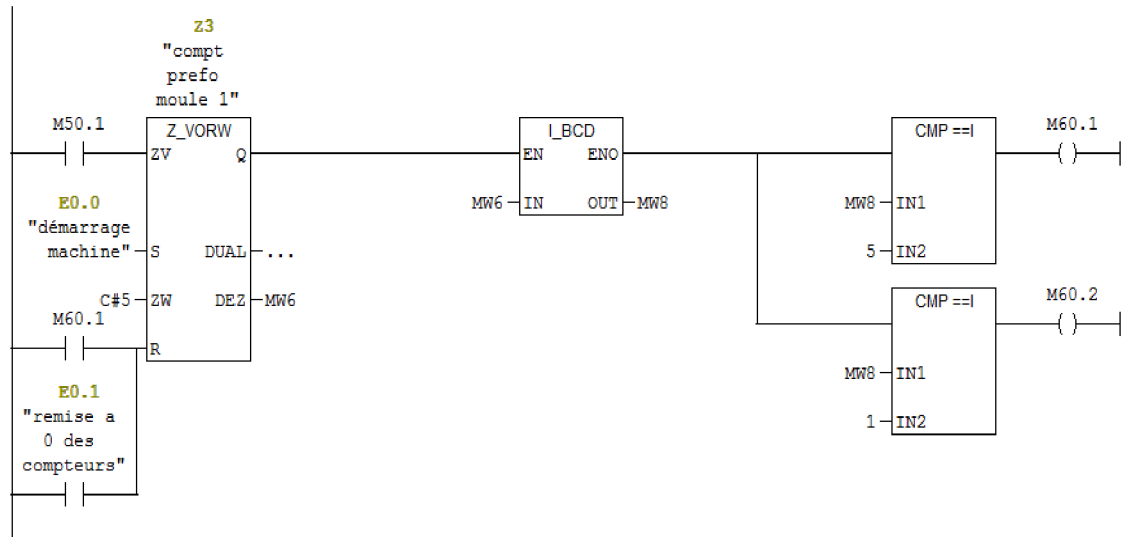 Z3
"compt
prefo
moule 1"
M50.1
Z_VORW
I_BCD
CMP ==I
M60.1
ZV
Q
EN
ENO
E0.0
MW6
IN
OUT
MW8
MW8
IN1
"démarrage
machine"
S
DUAL
...
5
IN2
C#5
ZW
DEZ
MW6
CMP ==I
M60.2
M60.1
R
MW8
IN1
E0.1
"remise a
0 des
compteurs"
1
IN2